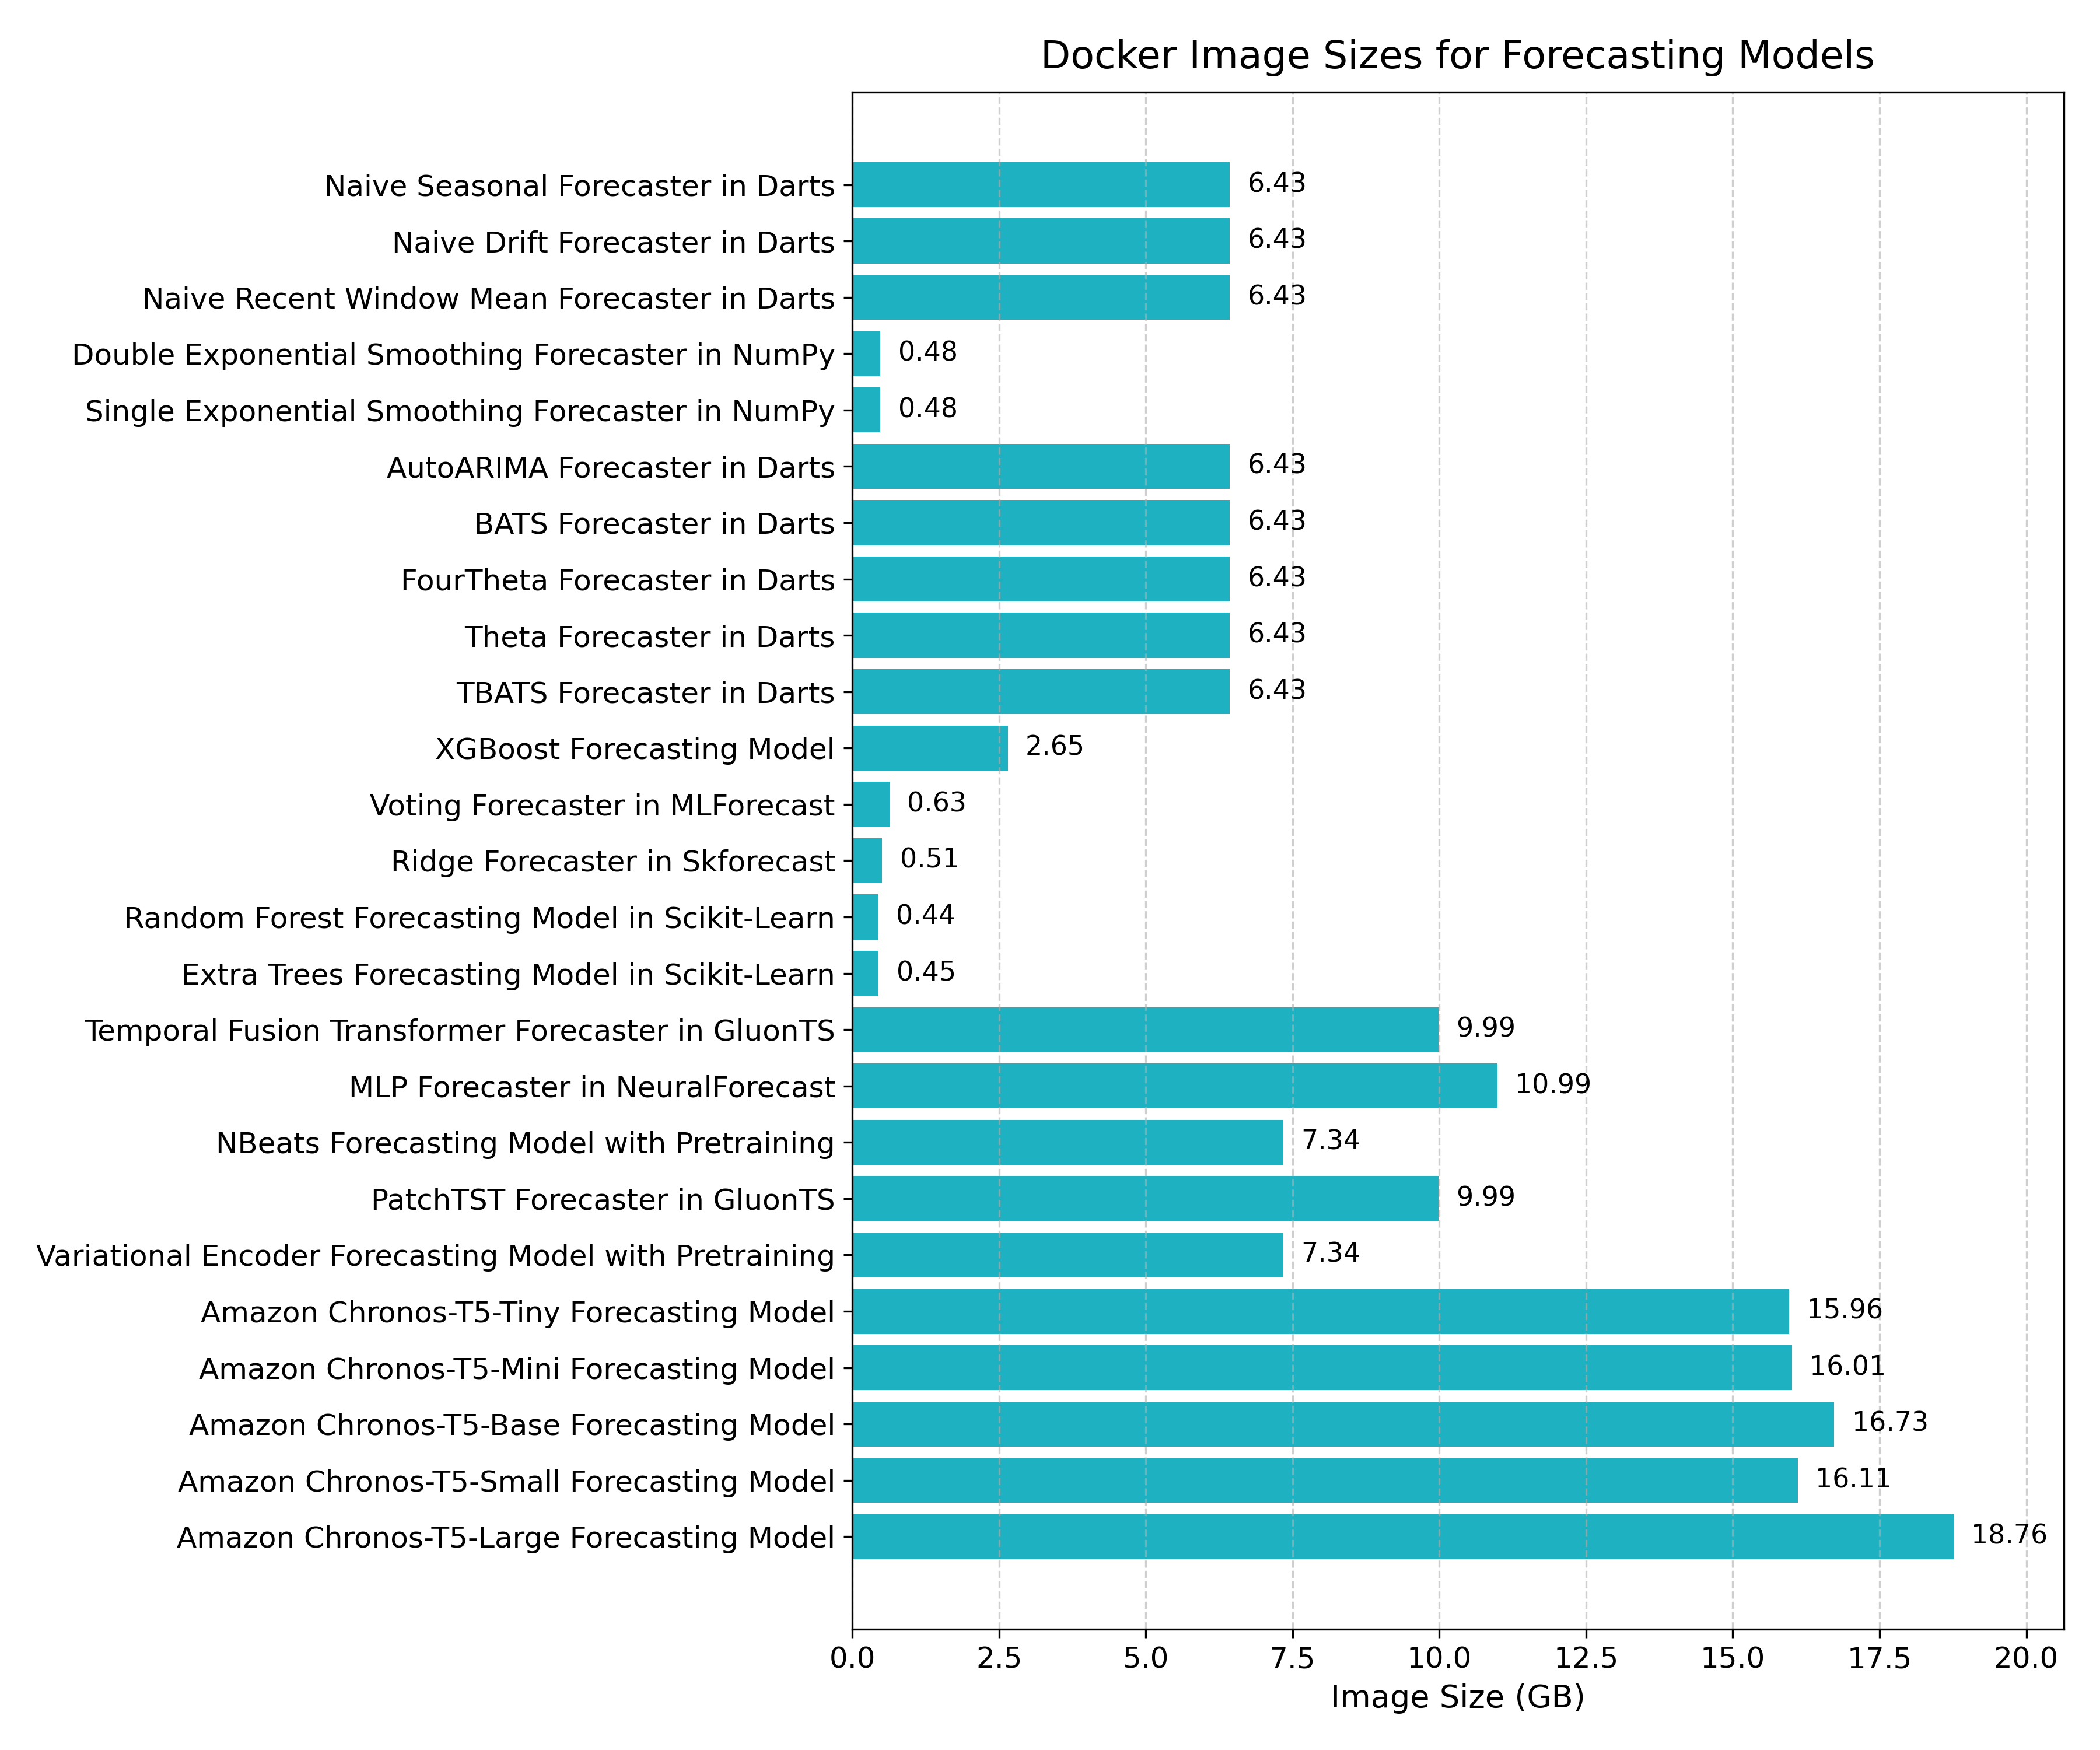 Docker Image Sizes for Forecasting Models
Naive Seasonal Forecaster in Darts 6.43
Naive Drift Forecaster in Darts 6.43
Naive Recent Window Mean Forecaster in Darts 6.43
Double Exponential Smoothing Forecaster in NumPy 0.48
Single Exponential Smoothing Forecaster in NumPy 0.48
AutoARIMA Forecaster in Darts 6.43
BATS Forecaster in Darts 6.43
FourTheta Forecaster in Darts 6.43
Theta Forecaster in Darts 6.43
TBATS Forecaster in Darts 6.43
XGBoost Forecasting Model 2.65
Voting Forecaster in MLForecast 0.63
Ridge Forecaster in Skforecast 0.51
Random Forest Forecasting Model in Scikit-Learn 0.44
Extra Trees Forecasting Model in Scikit-Learn 0.45
Temporal Fusion Transformer Forecaster in GluonTS 9.99
MLP Forecaster in NeuralForecast 10.99
NBeats Forecasting Model with Pretraining 7.34
PatchTST Forecaster in GluonTS 9.99
Variational Encoder Forecasting Model with Pretraining 7.34
Amazon Chronos-T5-Tiny Forecasting Model 15.96
Amazon Chronos-T5-Mini Forecasting Model 16.01
Amazon Chronos-T5-Base Forecasting Model 16.73
Amazon Chronos-T5-Small Forecasting Model 16.11
Amazon Chronos-T5-Large Forecasting Model 18.76
0.0 2.5 5.0 7.5 10.0 12.5 15.0 17.5 20.0
Image Size (GB)